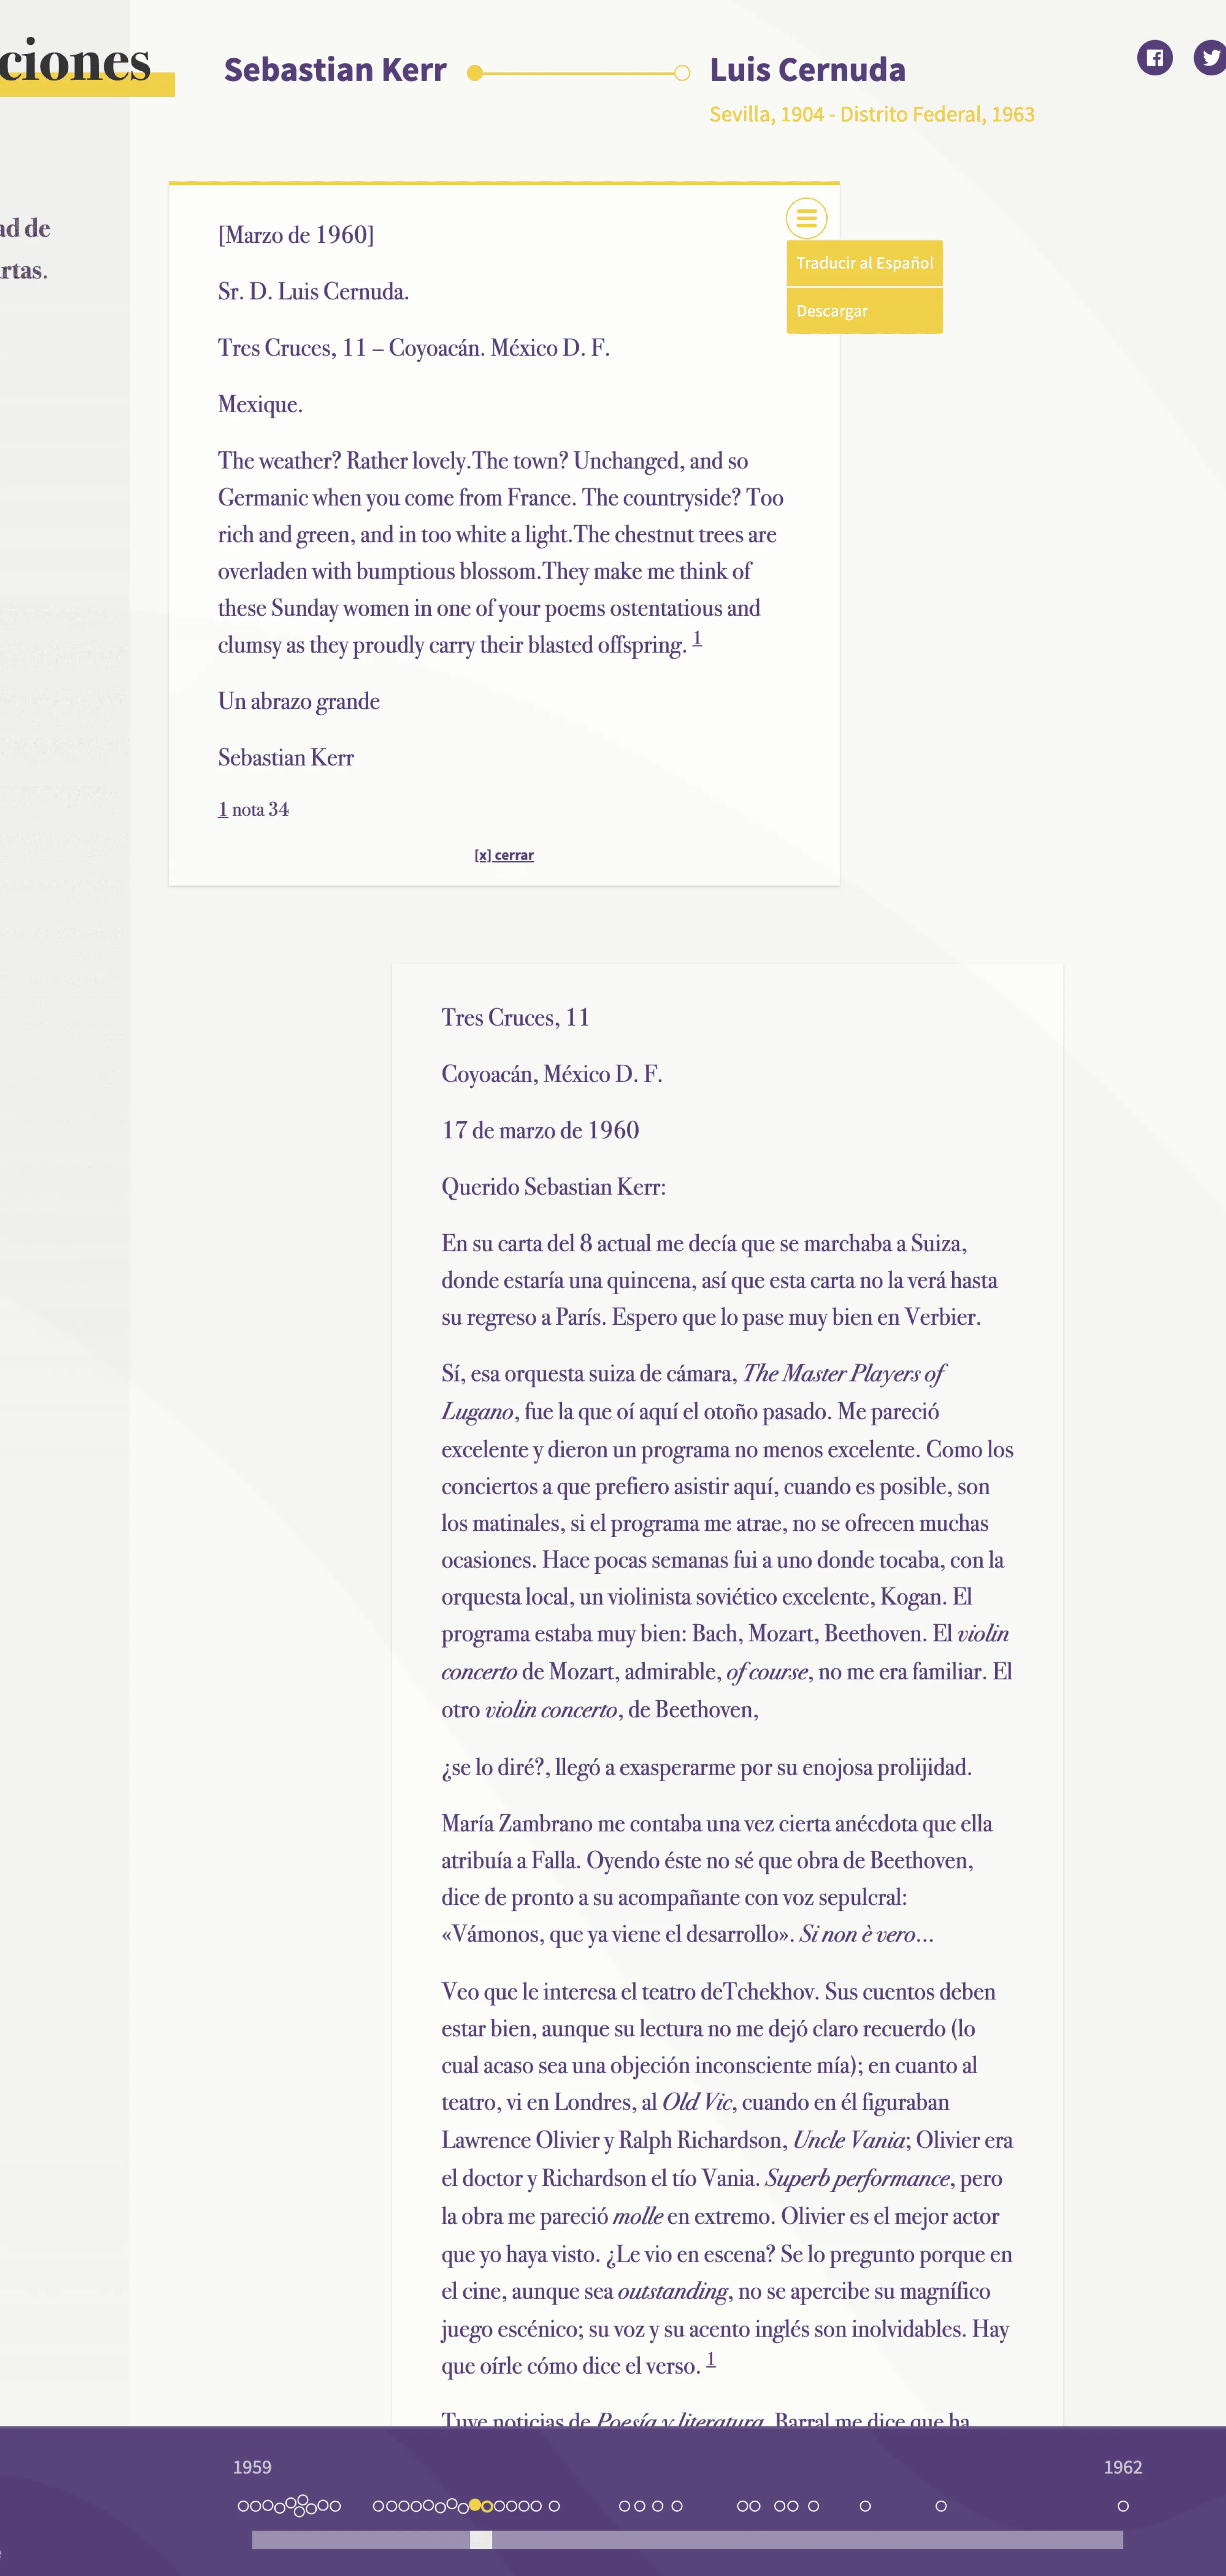 ciones
Sebastian Kerr
Luis Cernuda
Sevilla, 1904 - Distrito Federal, 1963
ad de
rtas.
[Marzo de 1960]
Traducir al Español
Descargar
Sr. D. Luis Cernuda.
Tres Cruces, 11 – Coyoacán. México D. F.
Mexique.
The weather? Rather lovely.The town? Unchanged, and so
Germanic when you come from France. The countryside? Too
rich and green, and in too white a light.The chestnut trees are
overladen with bumptious blossom.They make me think of
these Sunday women in one of your poems ostentatious and
clumsy as they proudly carry their blasted offspring. 1
Un abrazo grande
Sebastian Kerr
1 nota 34
[x] cerrar
Tres Cruces, 11
Coyoacán, México D. F.
17 de marzo de 1960
Querido Sebastian Kerr:
En su carta del 8 actual me decía que se marchaba a Suiza,
donde estaría una quincena, así que esta carta no la verá hasta
su regreso a París. Espero que lo pase muy bien en Verbier.
Sí, esa orquesta suiza de cámara, The Master Players of
Lugano, fue la que oí aquí el otoño pasado. Me pareció
excelente y dieron un programa no menos excelente. Como los
conciertos a que prefiero asistir aquí, cuando es posible, son
los matinales, si el programa me atrae, no se ofrecen muchas
ocasiones. Hace pocas semanas fui a uno donde tocaba, con la
orquesta local, un violinista soviético excelente, Kogan. El
programa estaba muy bien: Bach, Mozart, Beethoven. El violin
concerto de Mozart, admirable, of course, no me era familiar. El
otro violin concerto, de Beethoven,
¿se lo diré?, llegó a exasperarme por su enojosa prolijidad.
María Zambrano me contaba una vez cierta anécdota que ella
atribuía a Falla. Oyendo éste no sé que obra de Beethoven,
dice de pronto a su acompañante con voz sepulcral:
«Vámonos, que ya viene el desarrollo». Si non è vero...
Veo que le interesa el teatro deTchekhov. Sus cuentos deben
estar bien, aunque su lectura no me dejó claro recuerdo (lo
cual acaso sea una objeción inconsciente mía); en cuanto al
teatro, vi en Londres, al Old Vic, cuando en él figuraban
Lawrence Olivier y Ralph Richardson, Uncle Vania; Olivier era
el doctor y Richardson el tío Vania. Superb performance, pero
la obra me pareció molle en extremo. Olivier es el mejor actor
que yo haya visto. ¿Le vio en escena? Se lo pregunto porque en
el cine, aunque sea outstanding, no se apercibe su magnífico
juego escénico; su voz y su acento inglés son inolvidables. Hay
que oírle cómo dice el verso. 1
Tuve noticias de Poesía y literatura. Barral me dice que ha
1959
1962